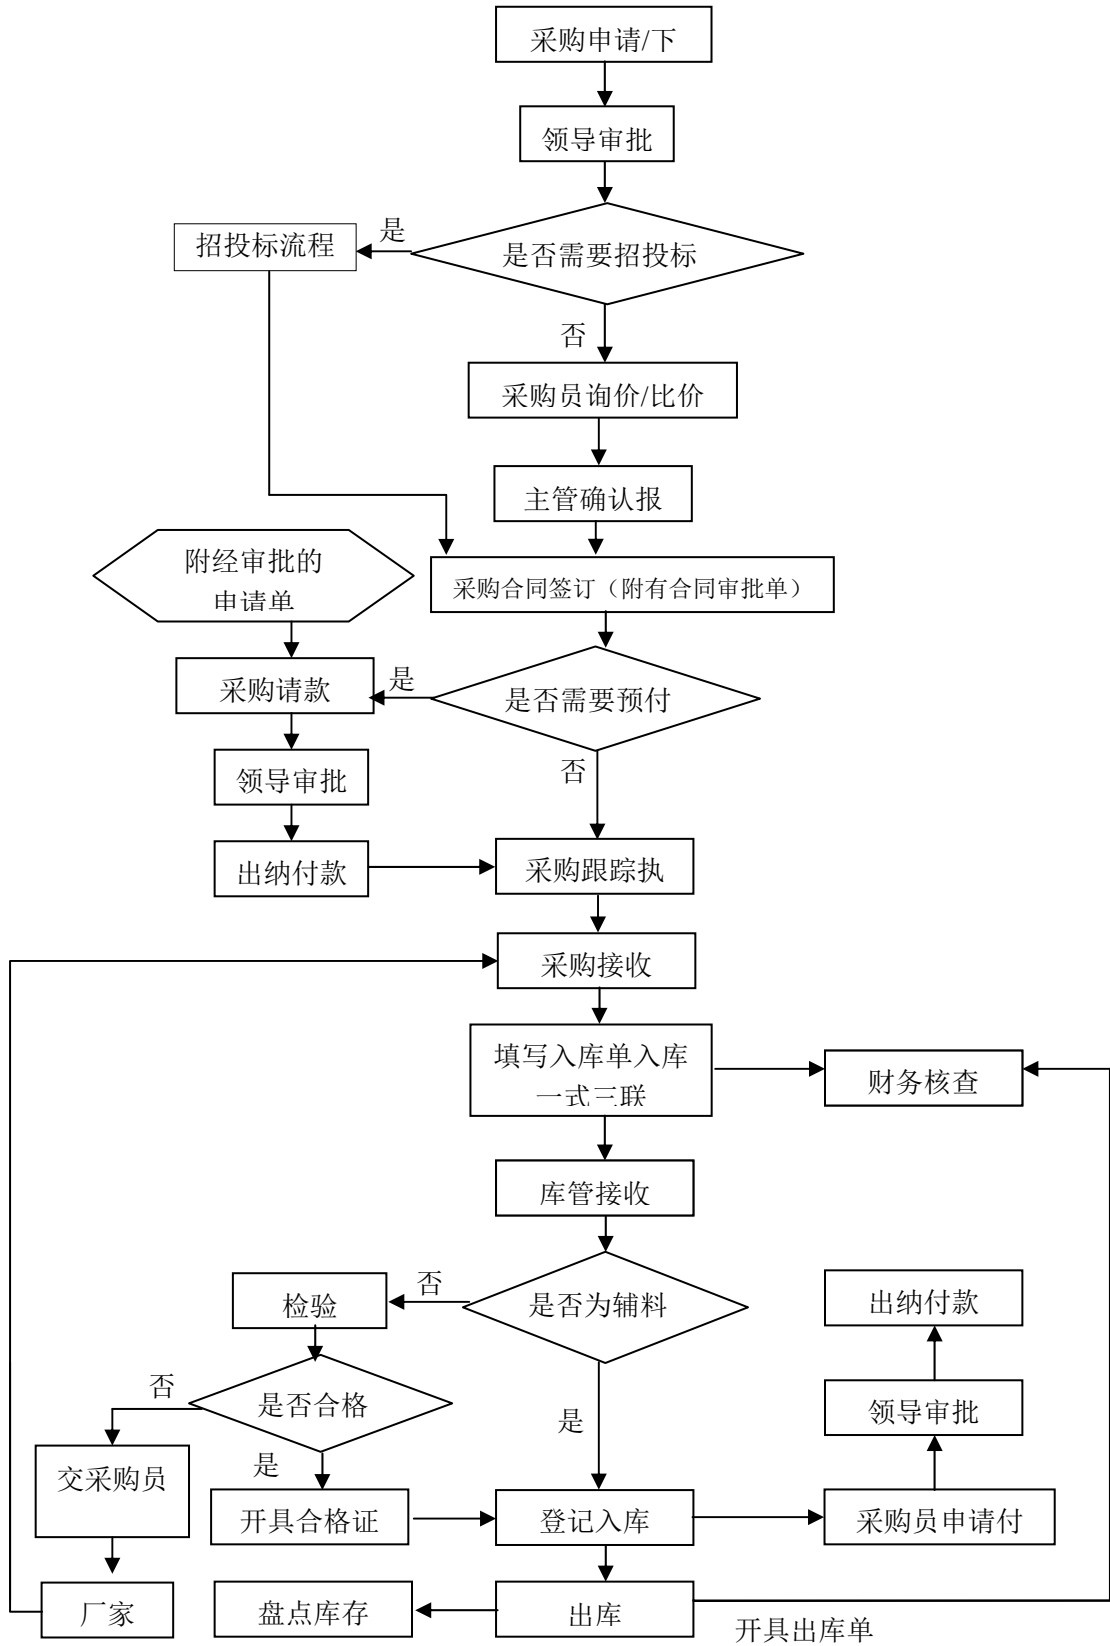 采购申请/下
领导审批
是
招投标流程
是否需要招投标
否
采购员询价/比价
主管确认报
附经审批的
申请单
采购合同签订（附有合同审批单）
采购请款
是
是否需要预付
领导审批
否
出纳付款
采购跟踪执
采购接收
填写入库单入库
一式三联
财务核查
库管接收
检验
否
是否为辅料
出纳付款
否
是否合格
是
领导审批
交采购员
是
开具合格证
登记入库
采购员申请付
厂家
盘点库存
出库
开具出库单